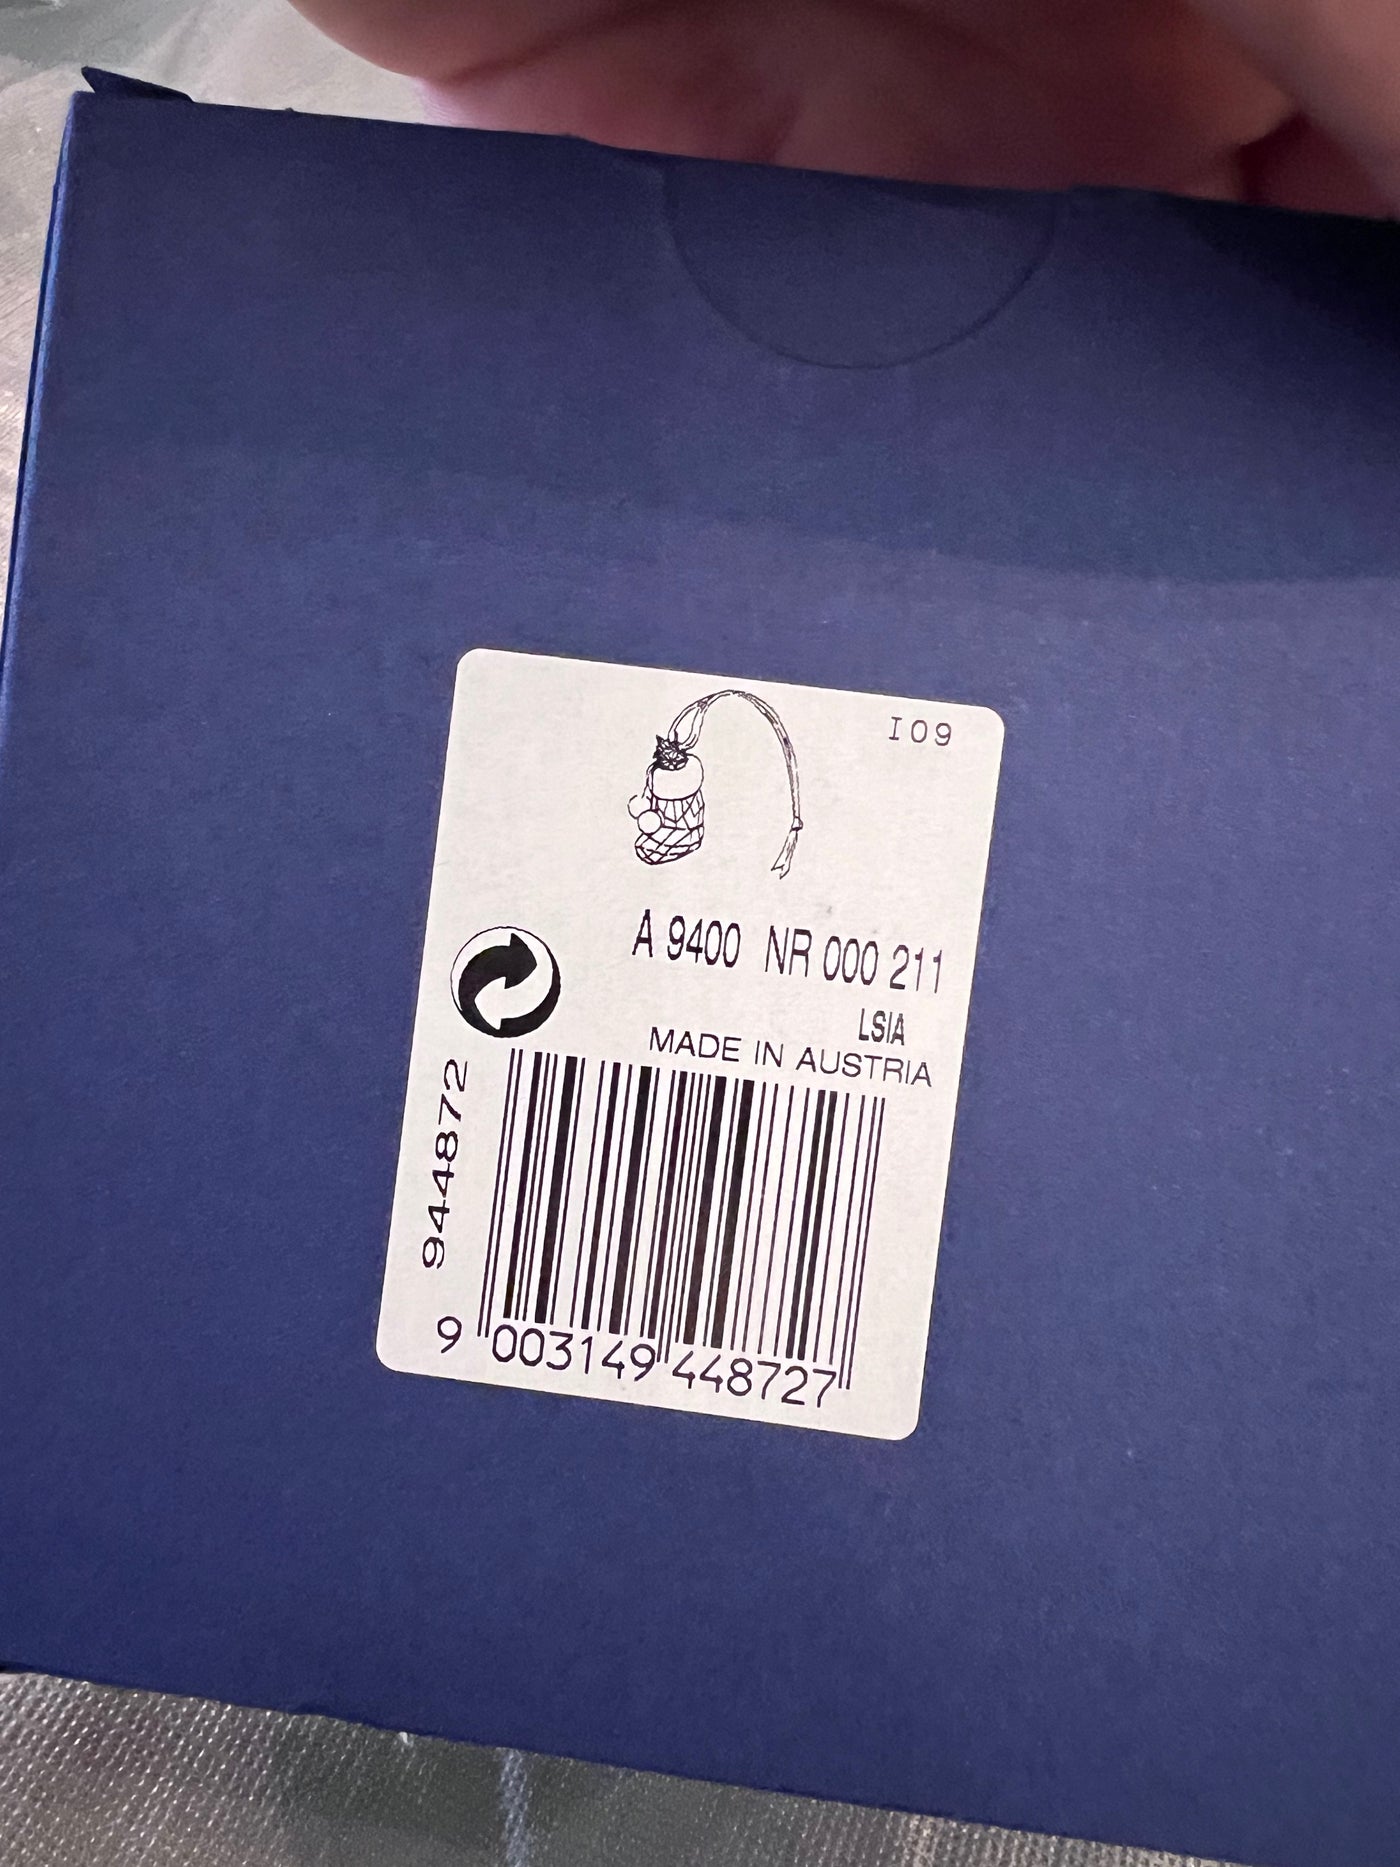 I09
A 9400 NR 000 211
LSIA
MADE IN AUSTRIA
944872
9 003149 448727